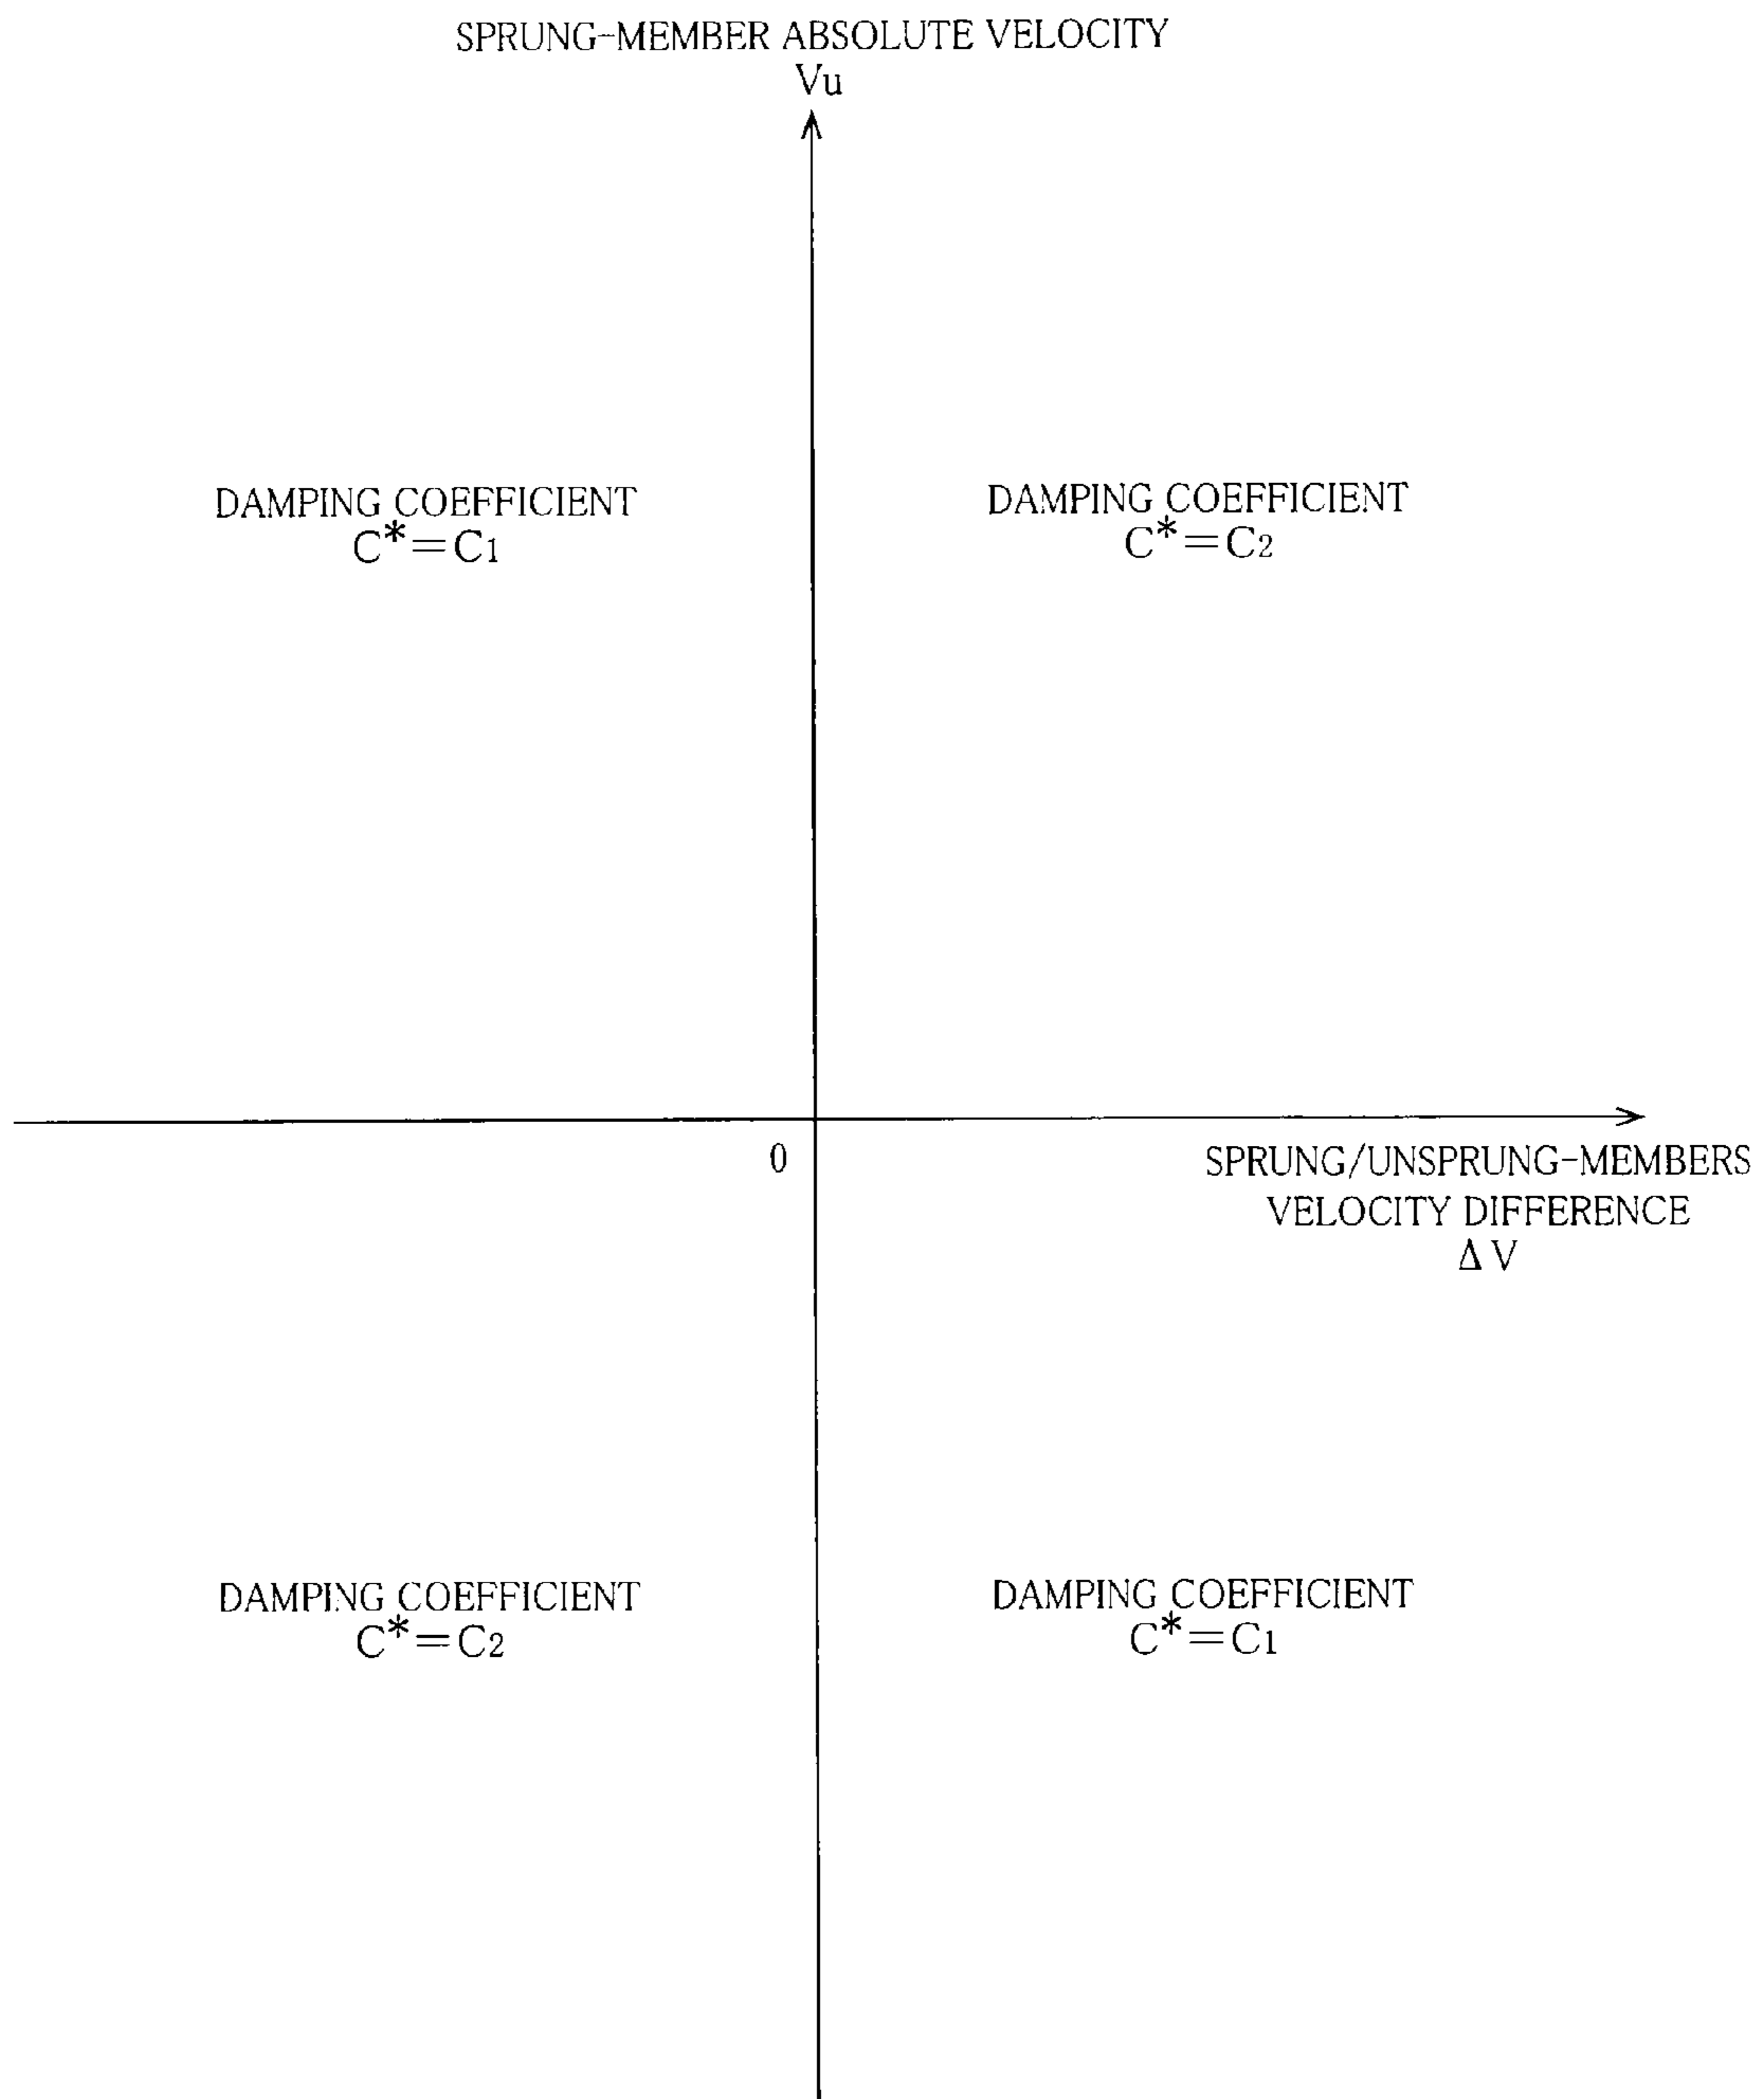 SPRUNG-MEMBER ABSOLUTE VELOCITY
Vu
DAMPING COEFFICIENT
C*=C1
DAMPING COEFFICIENT
C*=C2
0
SPRUNG/UNSPRUNG-MEMBERS
VELOCITY DIFFERENCE
ΔV
DAMPING COEFFICIENT
C*=C2
DAMPING COEFFICIENT
C*=C1